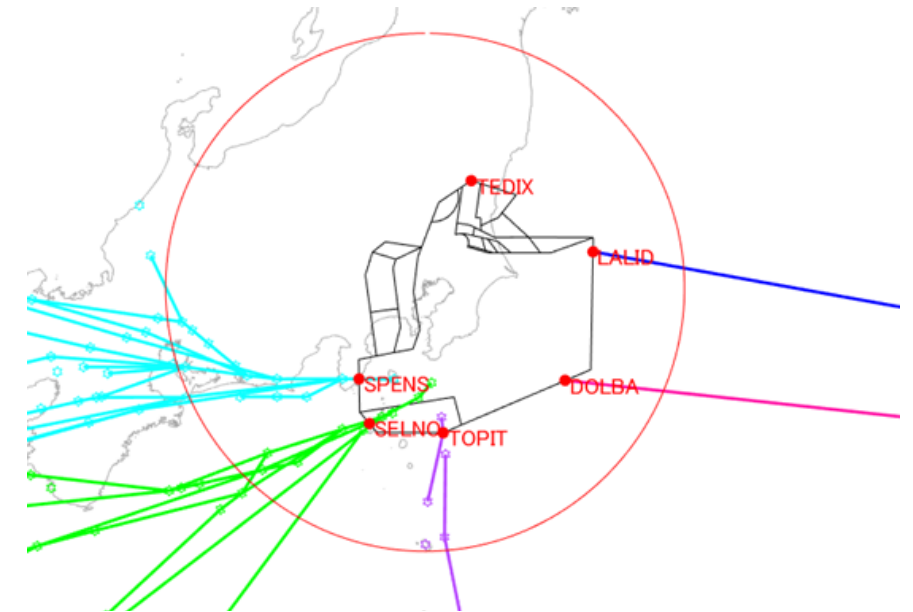 TEDIX
LALID
SPENS
DOLBA
SELNO
TOPIT